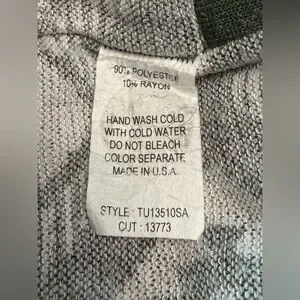 90% POLYESTER
10% RAYON
HAND WASH COLD
WITH COLD WATER
DO NOT BLEACH
COLOR SEPARATE
MADE IN U.S.A.
STYLE : TU13510SA
CUT : 13773